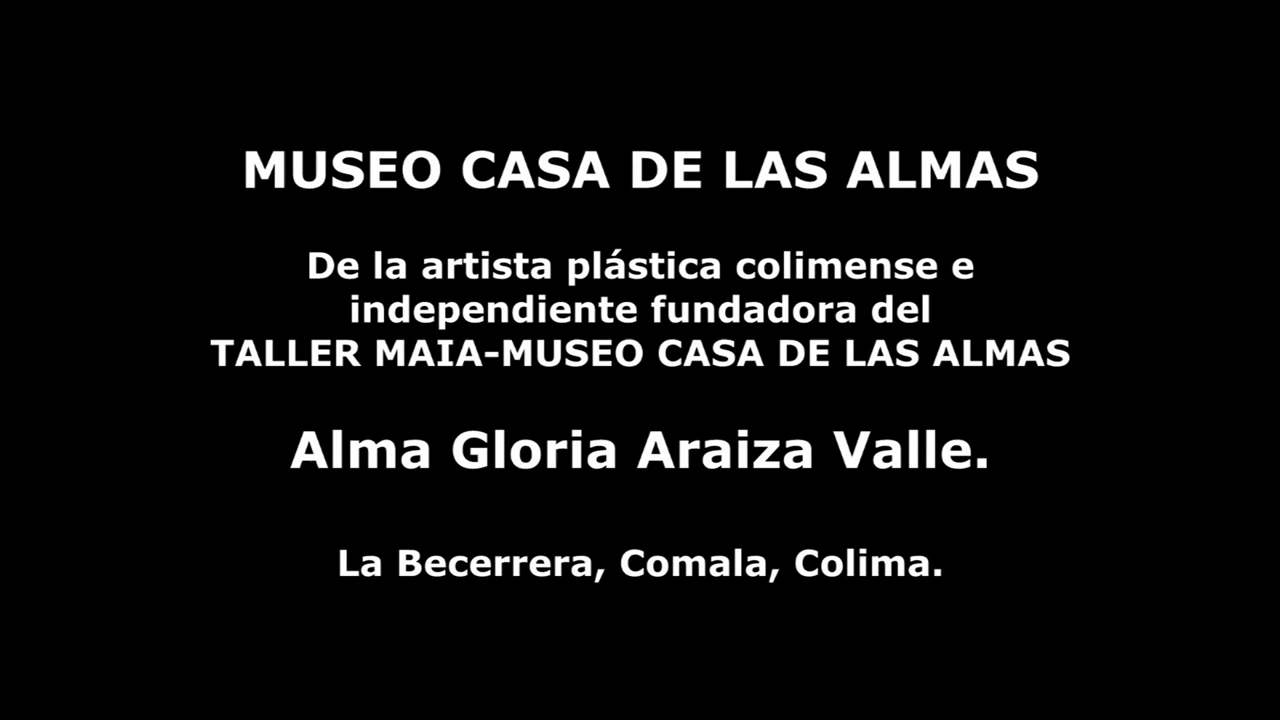 MUSEO CASA DE LAS ALMAS
De la artista plástica colimense e
independiente fundadora del
TALLER MAIA-MUSEO CASA DE LAS ALMAS
Alma Gloria Araiza Valle.
La Becerrera, Comala, Colima.